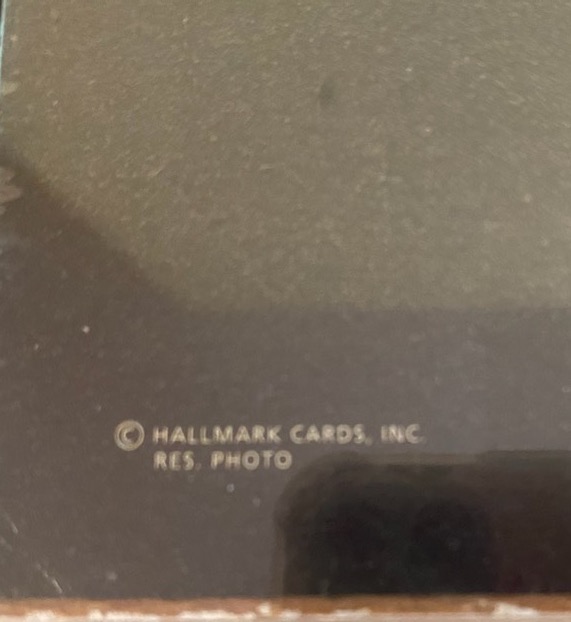 © HALLMARK CARDS, INC.
RES. PHOTO